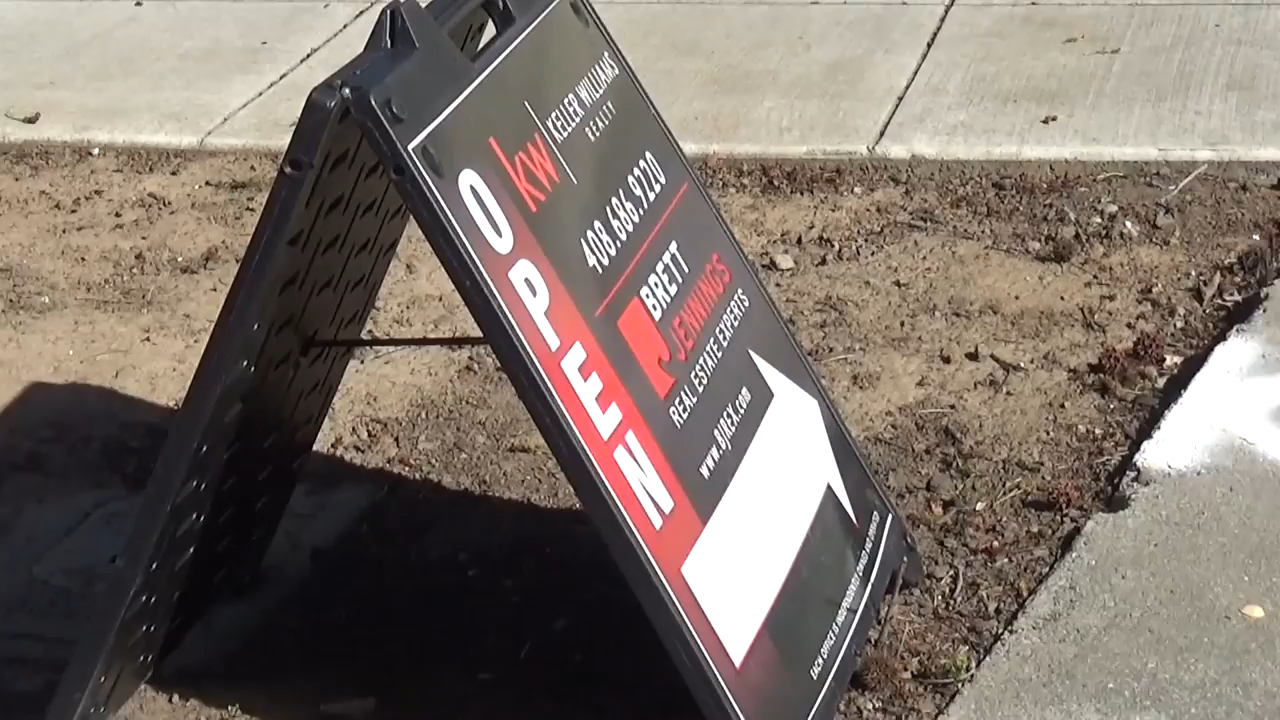 OPEN
kw KELLER WILLIAMS
REALTY
408.686.9220
BRETT
JENNINGS
REAL ESTATE EXPERTS
www.BJREX.com
EACH OFFICE IS INDEPENDENTLY OWNED AND OPERATED